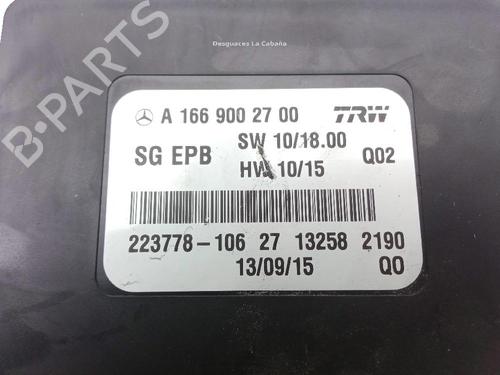 Desguaces La Cabaña
B-PARTS
A 166 900 27 00 TRW
SG EPB SW 10/18.00 Q02
HW 10/15
223778-106 27 13258 2190
13/09/15 QO